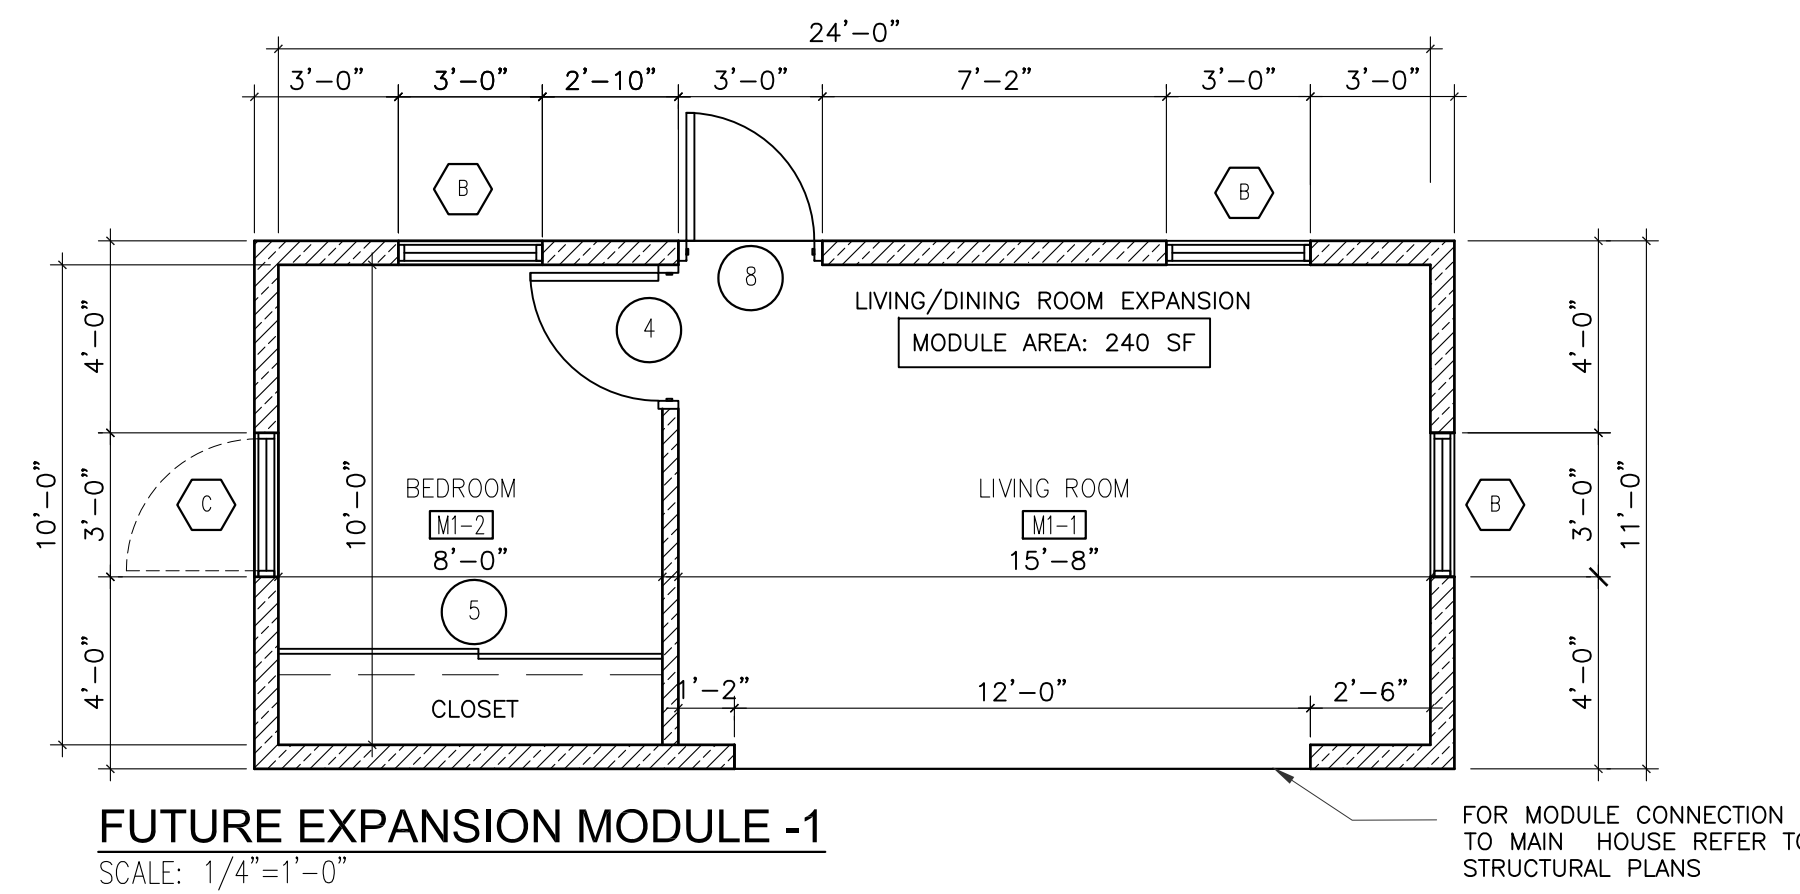 24'-0"
3'-0" 3'-0" 2'-10" 3'-0" 7'-2" 3'-0" 3'-0"
B B
8
4
LIVING/DINING ROOM EXPANSION
MODULE AREA: 240 SF
4'-0" 4'-0"
10'-0" 3'-0" C 10'-0" BEDROOM LIVING ROOM B 3'-0" 11'-0"
M1-2 M1-1
8'-0" 15'-8"
5
4'-0" 4'-0"
1'-2" 12'-0" 2'-6"
CLOSET
FUTURE EXPANSION MODULE -1
SCALE: 1/4"=1'-0"
FOR MODULE CONNECTION
TO MAIN HOUSE REFER TO
STRUCTURAL PLANS